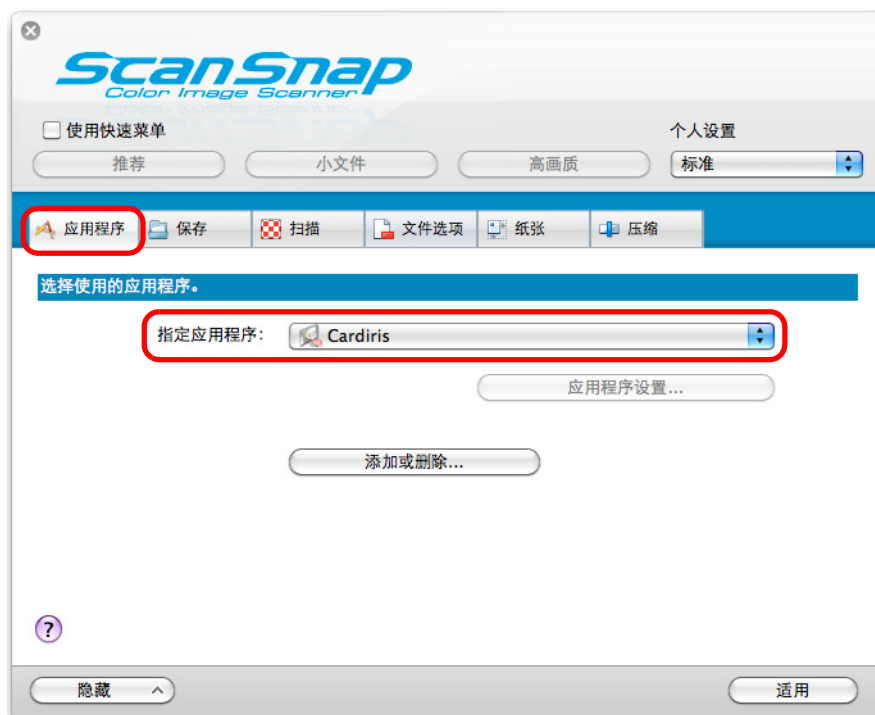 ScanSnap
Color Image Scanner
使用快速菜单
个人设置
推荐
小文件
高画质
标准
应用程序
保存
扫描
文件选项
纸张
压缩
选择使用的应用程序。
指定应用程序：
Cardiris
应用程序设置...
添加或删除...
?
隐藏
适用